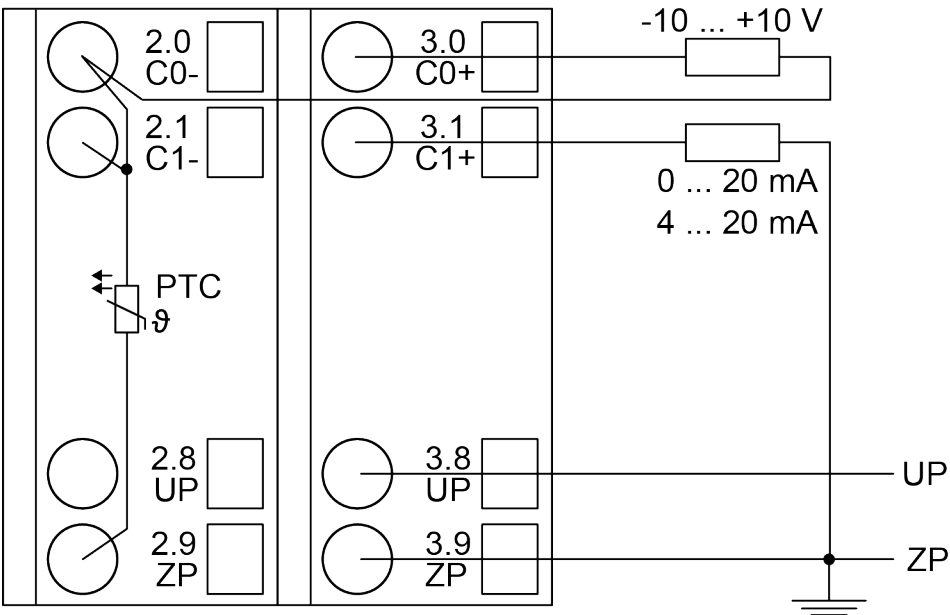 -10 ... +10 V
2.0
C0-
3.0
C0+
2.1
C1-
3.1
C1+
0 ... 20 mA
4 ... 20 mA
PTC
ϑ
2.8
UP
3.8
UP
UP
2.9
ZP
3.9
ZP
ZP